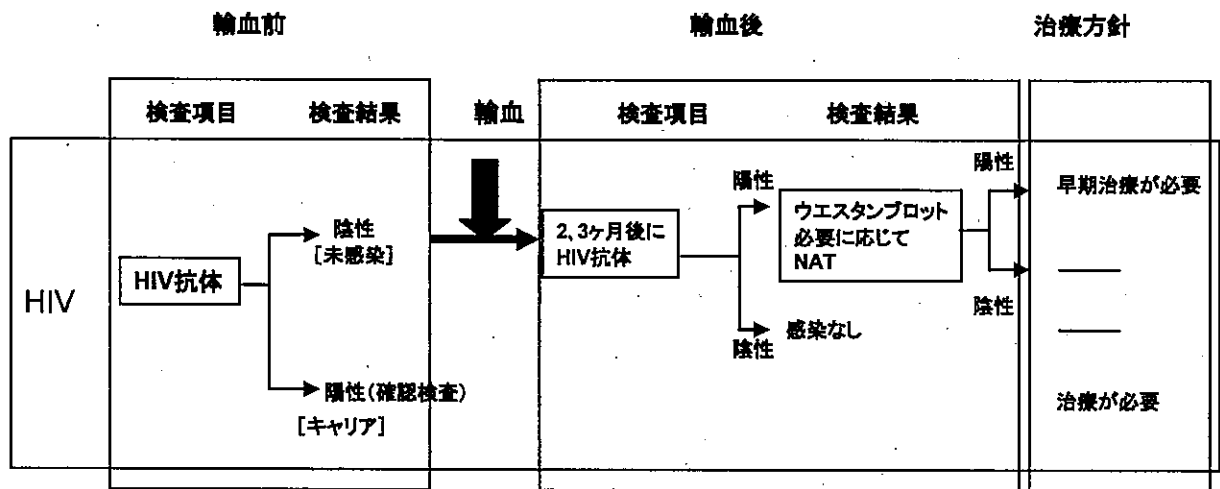 輸血前
輸血後
治療方針
検査項目
検査結果
輸血
検査項目
検査結果
HIV
HIV抗体
陰性
[未感染]
陽性(確認検査)
[キャリア]
2、3ヶ月後に
HIV抗体
陽性
陰性
ウエスタンブロット
必要に応じて
NAT
感染なし
陽性
陰性
早期治療が必要
治療が必要